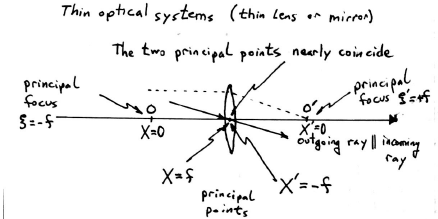 Thin optical systems (thin lens or mirror)
The two principal points nearly coincide
principal
focus
ξ=-f
O
X=0
O'
X'=0
principal
focus ξ'=+f
outgoing ray ∥ incoming
ray
X=f
X'=-f
principal
points